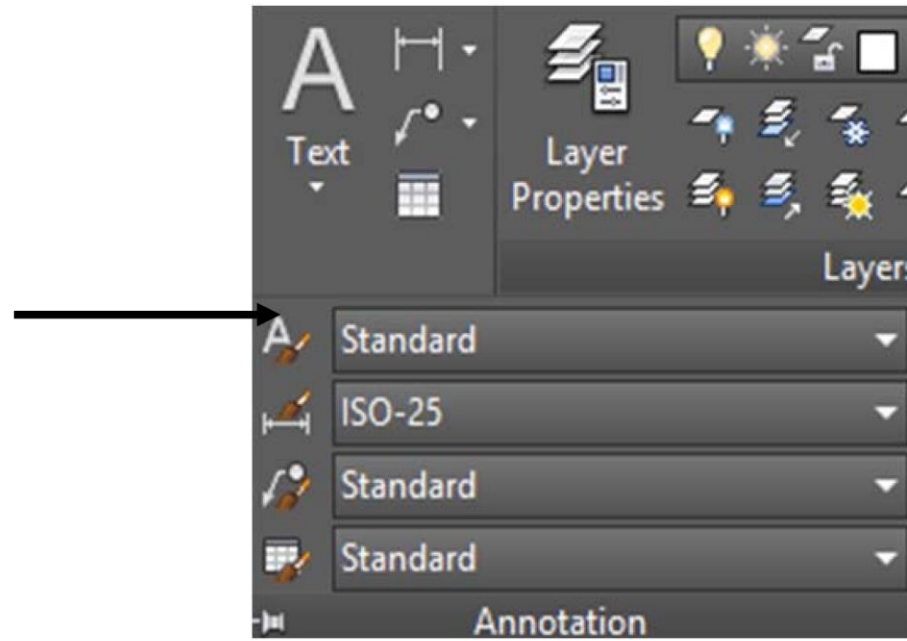 Text
Layer
Properties
Layers
Standard
ISO-25
Standard
Standard
Annotation